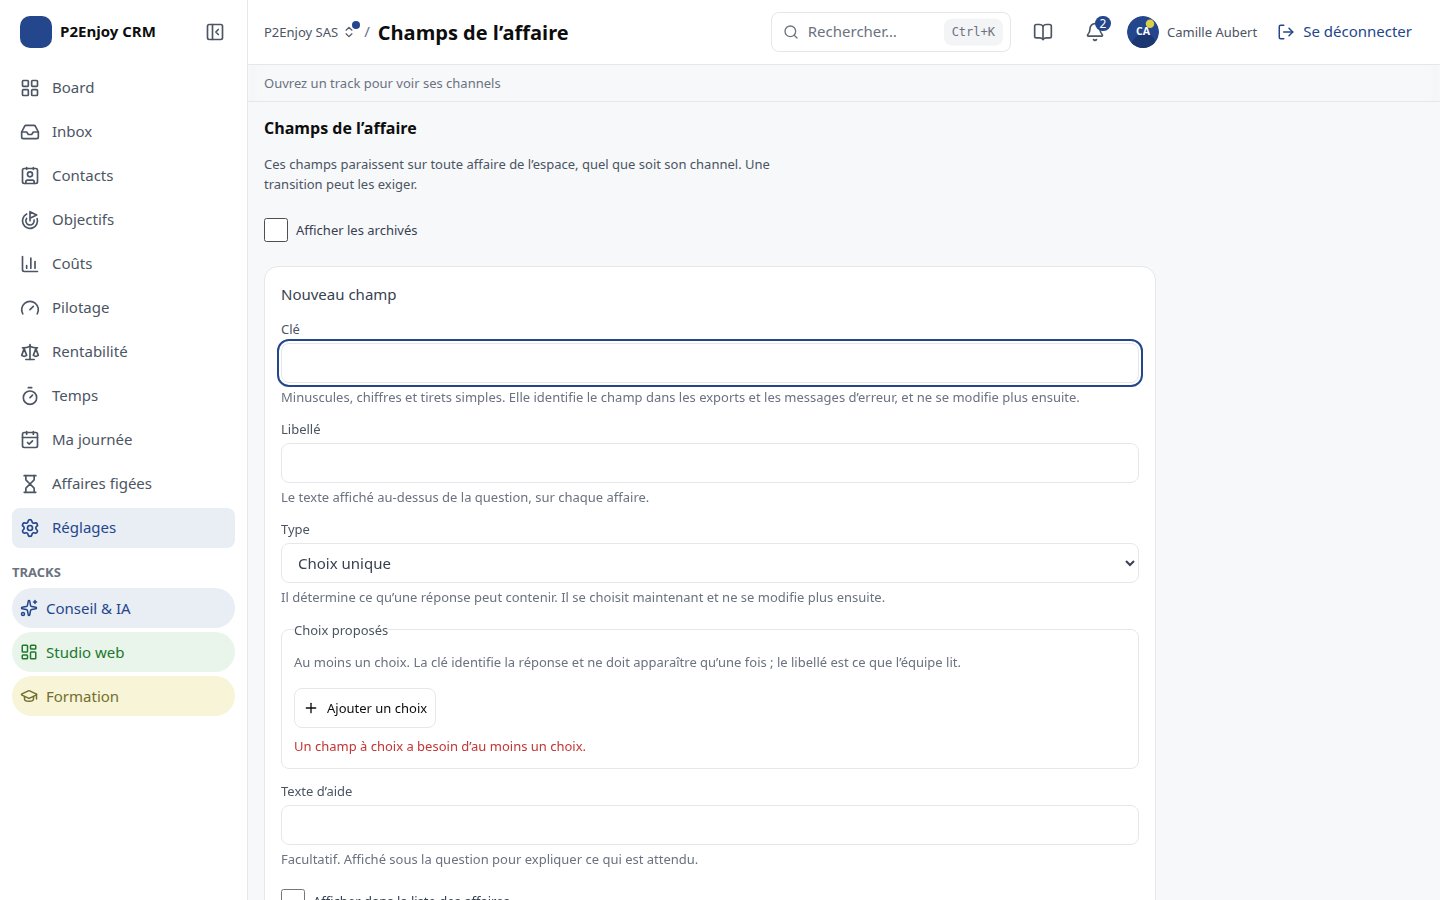 P2Enjoy CRM
P2Enjoy SAS / Champs de l’affaire
Rechercher... Ctrl+K
2
CA Camille Aubert
Se déconnecter
Board
Inbox
Contacts
Objectifs
Coûts
Pilotage
Rentabilité
Temps
Ma journée
Affaires figées
Réglages
TRACKS
Conseil & IA
Studio web
Formation
Ouvrez un track pour voir ses channels
Champs de l’affaire
Ces champs paraissent sur toute affaire de l’espace, quel que soit son channel. Une
transition peut les exiger.
Afficher les archivés
Nouveau champ
Clé
Minuscules, chiffres et tirets simples. Elle identifie le champ dans les exports et les messages d’erreur, et ne se modifie plus ensuite.
Libellé
Le texte affiché au-dessus de la question, sur chaque affaire.
Type
Choix unique
Il détermine ce qu’une réponse peut contenir. Il se choisit maintenant et ne se modifie plus ensuite.
Choix proposés
Au moins un choix. La clé identifie la réponse et ne doit apparaître qu’une fois ; le libellé est ce que l’équipe lit.
Ajouter un choix
Un champ à choix a besoin d’au moins un choix.
Texte d’aide
Facultatif. Affiché sous la question pour expliquer ce qui est attendu.
Afficher dans la liste des affaires